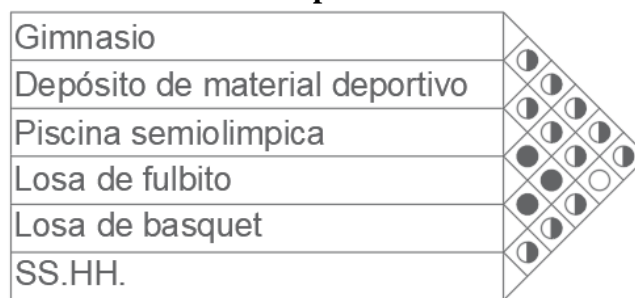 Gimnasio
Depósito de material deportivo
Piscina semiolimpica
Losa de fulbito
Losa de basquet
SS.HH.